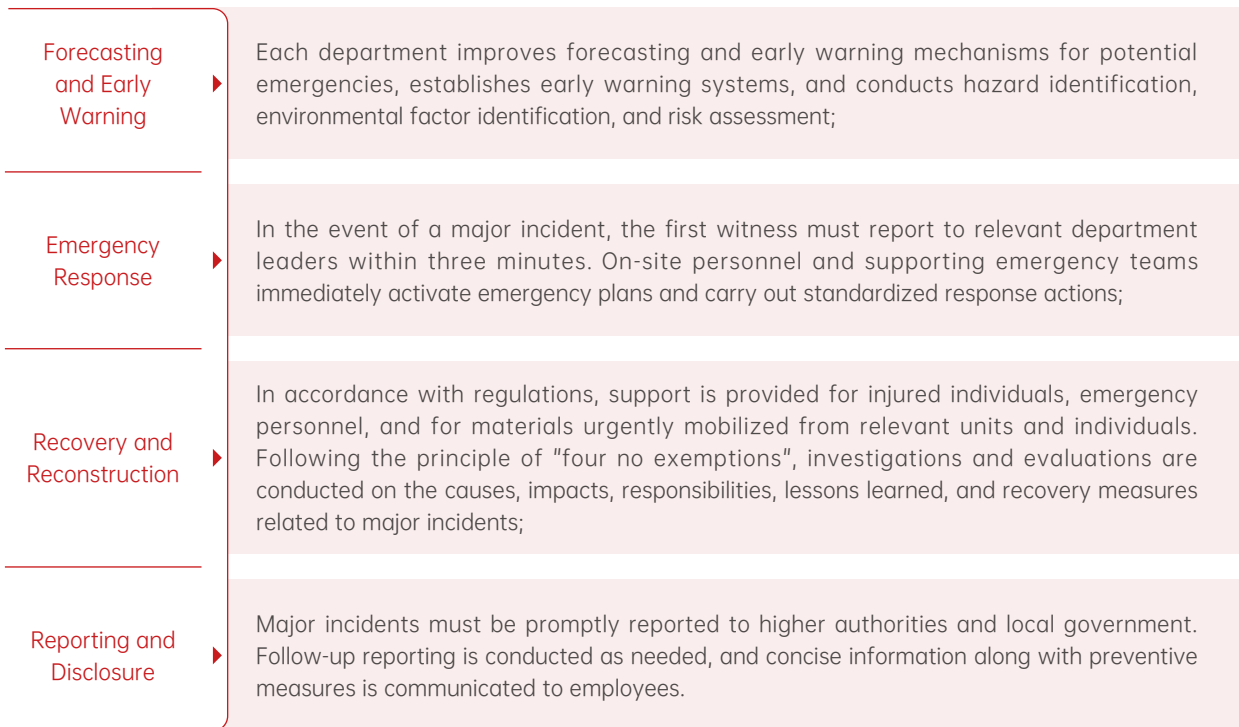 Forecasting
and Early
Warning
Each department improves forecasting and early warning mechanisms for potential
emergencies, establishes early warning systems, and conducts hazard identification,
environmental factor identification, and risk assessment;
Emergency
Response
In the event of a major incident, the first witness must report to relevant department
leaders within three minutes. On-site personnel and supporting emergency teams
immediately activate emergency plans and carry out standardized response actions;
Recovery and
Reconstruction
In accordance with regulations, support is provided for injured individuals, emergency
personnel, and for materials urgently mobilized from relevant units and individuals.
Following the principle of "four no exemptions", investigations and evaluations are
conducted on the causes, impacts, responsibilities, lessons learned, and recovery measures
related to major incidents;
Reporting and
Disclosure
Major incidents must be promptly reported to higher authorities and local government.
Follow-up reporting is conducted as needed, and concise information along with preventive
measures is communicated to employees.